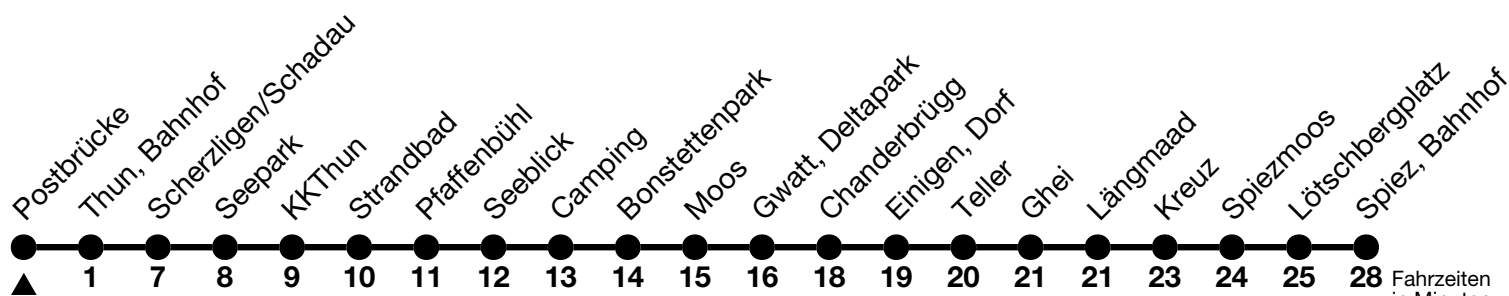 Postbrücke
Thun, Bahnhof
Scherzligen/Schadau
Seepark
KKThun
Strandbad
Pfaffenbühl
Seeblick
Camping
Bonstettenpark
Moos
Gwatt, Deltapark
Chanderbrügg
Einigen, Dorf
Teller
Ghei
Längmaad
Kreuz
Spiezmoos
Lötschbergplatz
Spiez, Bahnhof
1 7 8 9 10 11 12 13 14 15 16 18 19 20 21 21 23 24 25 28 Fahrzeiten
in Minuten